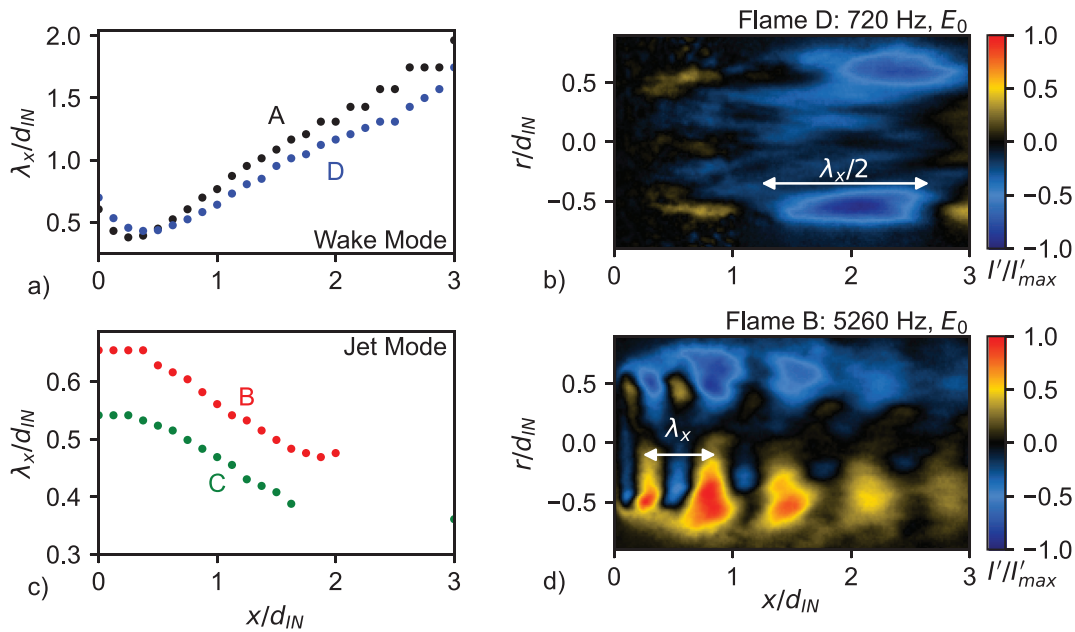 2.0
1.5
1.0
0.5
λx/dIN
A
D
Wake Mode
0 1 2 3
a)
Flame D: 720 Hz, E0
0.5
0.0
−0.5
r/dIN
λx/2
0 1 2 3
b)
1.0
0.5
0.0
−0.5
−1.0
I′/I′max
Jet Mode
0.6
0.5
0.4
0.3
λx/dIN
B
C
0 1 2 3
c)
x/dIN
Flame B: 5260 Hz, E0
0.5
0.0
−0.5
r/dIN
λx
0 1 2 3
d)
x/dIN
1.0
0.5
0.0
−0.5
−1.0
I′/I′max